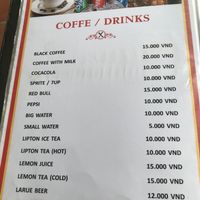 COFFE / DRINKS
BLACK COFFEE 15.000 VND
COFFEE WITH MILK 20.000 VND
COCACOLA 10.000 VND
SPRITE / 7UP 10.000 VND
RED BULL 15.000 VND
PEPSI 10.000 VND
BIG WATER 10.000 VND
SMALL WATER 5.000 VND
LIPTON ICE TEA 10.000 VND
LIPTON TEA (HOT) 10.000 VND
LEMON JUICE 15.000 VND
LEMON TEA (COLD) 15.000 VND
LARUE BEER 12.000 VND